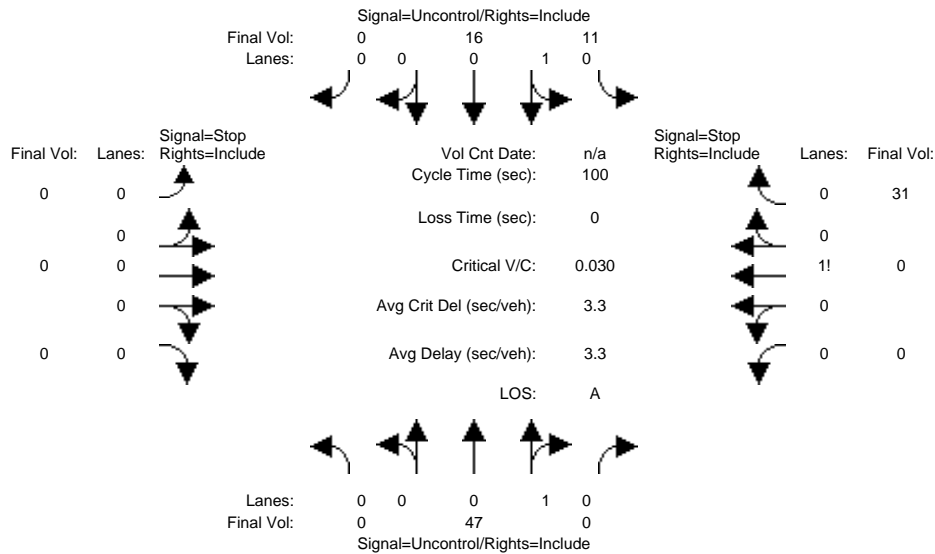 Signal=Uncontrol/Rights=Include
Final Vol: 0 16 11
Lanes: 0 0 0 1 0
Signal=Stop
Final Vol: Lanes: Rights=Include
Vol Cnt Date: n/a
Signal=Stop
Rights=Include Lanes: Final Vol:
Cycle Time (sec): 100
0 0
0 31
Loss Time (sec): 0
0
0
0 0
Critical V/C: 0.030
1! 0
0
Avg Crit Del (sec/veh): 3.3
0
0 0
Avg Delay (sec/veh): 3.3
0 0
LOS: A
Lanes: 0 0 0 1 0
Final Vol: 0 47 0
Signal=Uncontrol/Rights=Include